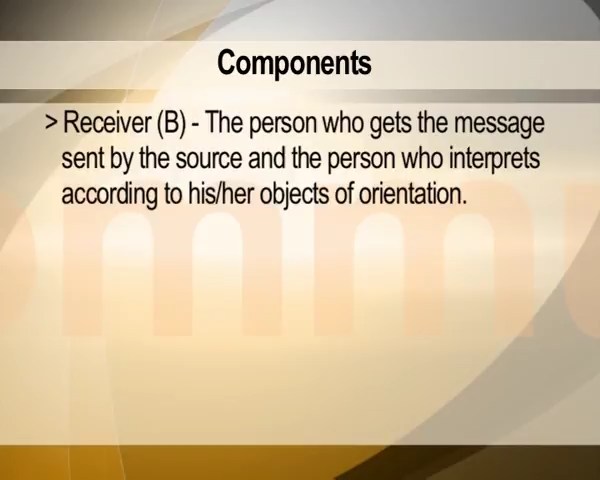 Components
> Receiver (B) - The person who gets the message
sent by the source and the person who interprets
according to his/her objects of orientation.
ommu